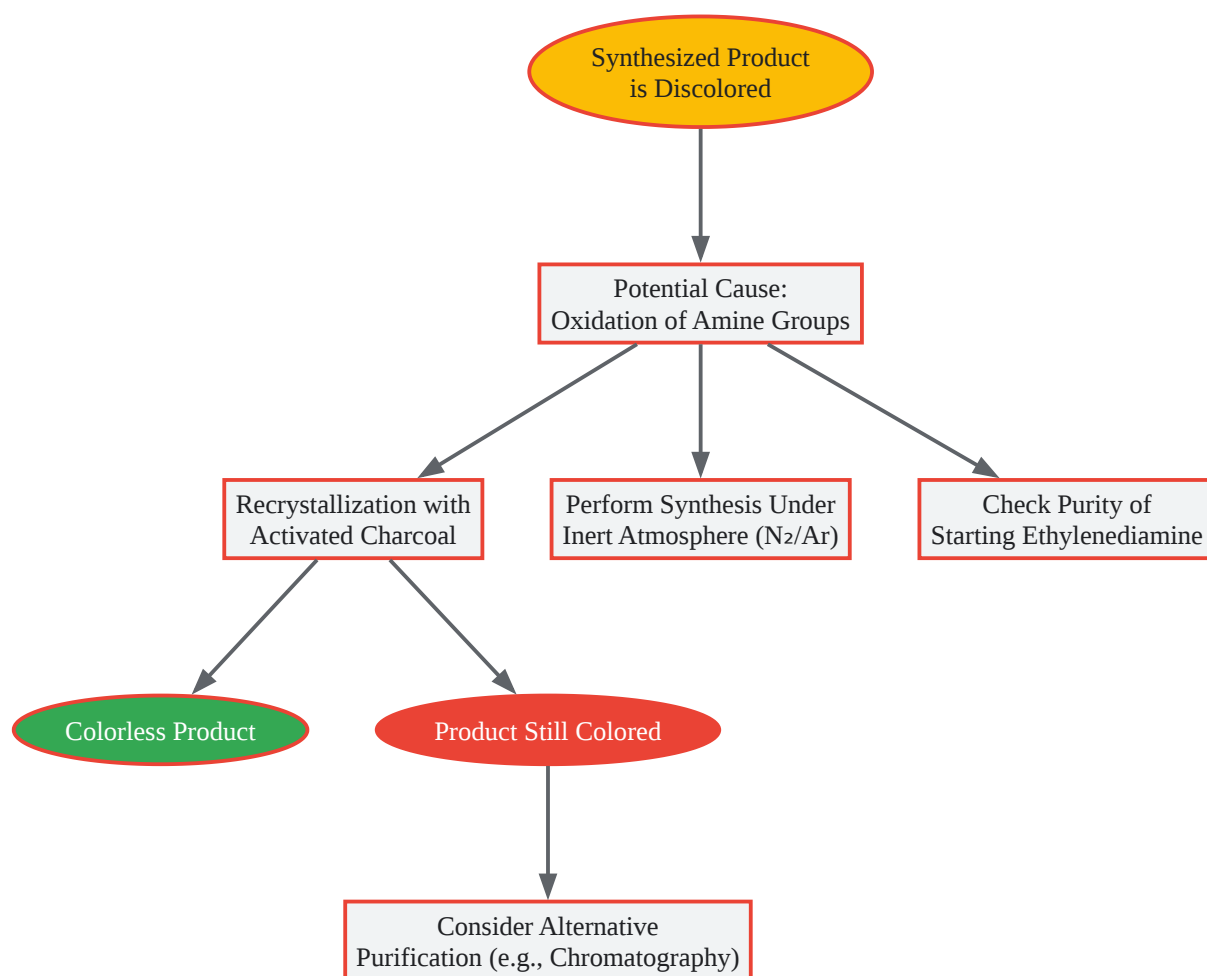 Synthesized Product
is Discolored
Potential Cause:
Oxidation of Amine Groups
Recrystallization with
Activated Charcoal
Perform Synthesis Under
Inert Atmosphere (N₂/Ar)
Check Purity of
Starting Ethylenediamine
Colorless Product
Product Still Colored
Consider Alternative
Purification (e.g., Chromatography)